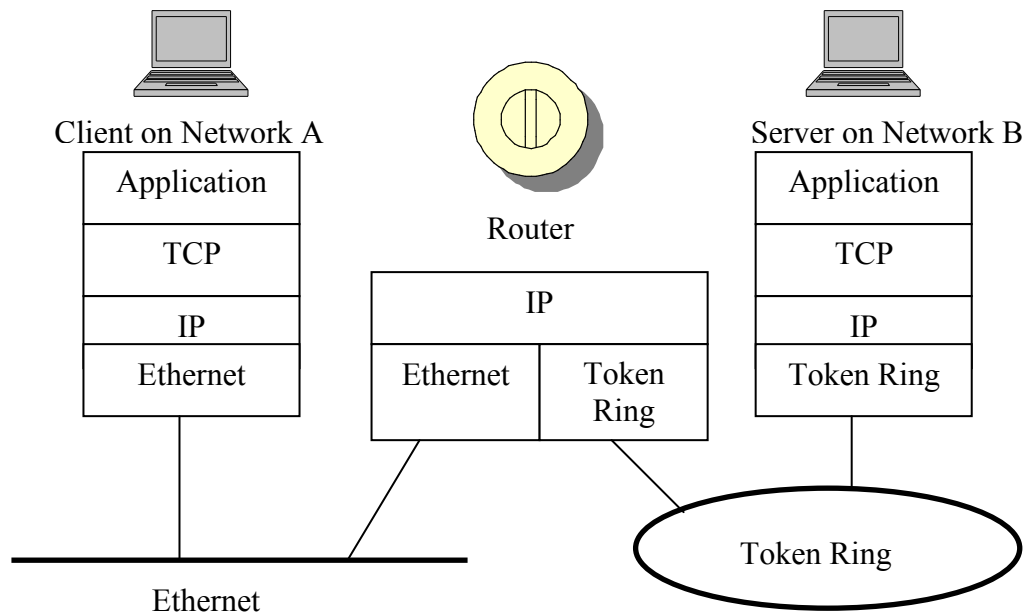 Client on Network A
Application
TCP
IP
Ethernet
Router
IP
Ethernet
Token
Ring
Server on Network B
Application
TCP
IP
Token Ring
Ethernet
Token Ring